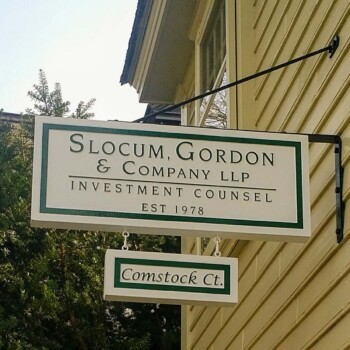 SLOCUM, GORDON
& COMPANY LLP
INVESTMENT COUNSEL
EST 1978
Comstock Ct.